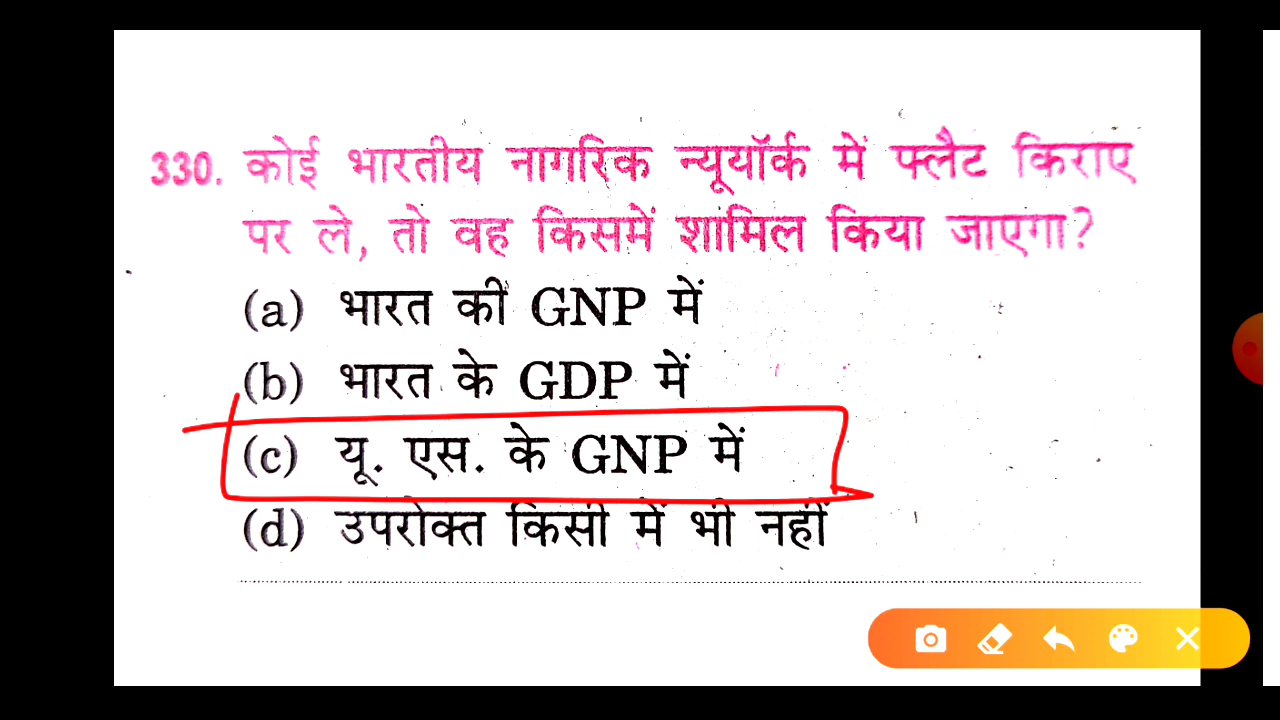 330. कोई भारतीय नागरिक न्यूयॉर्क में फ्लैट किराए
पर ले, तो वह किसमें शामिल किया जाएगा?
(a) भारत की GNP में
(b) भारत के GDP में
(c) यू. एस. के GNP में
(d) उपरोक्त किसी में भी नहीं